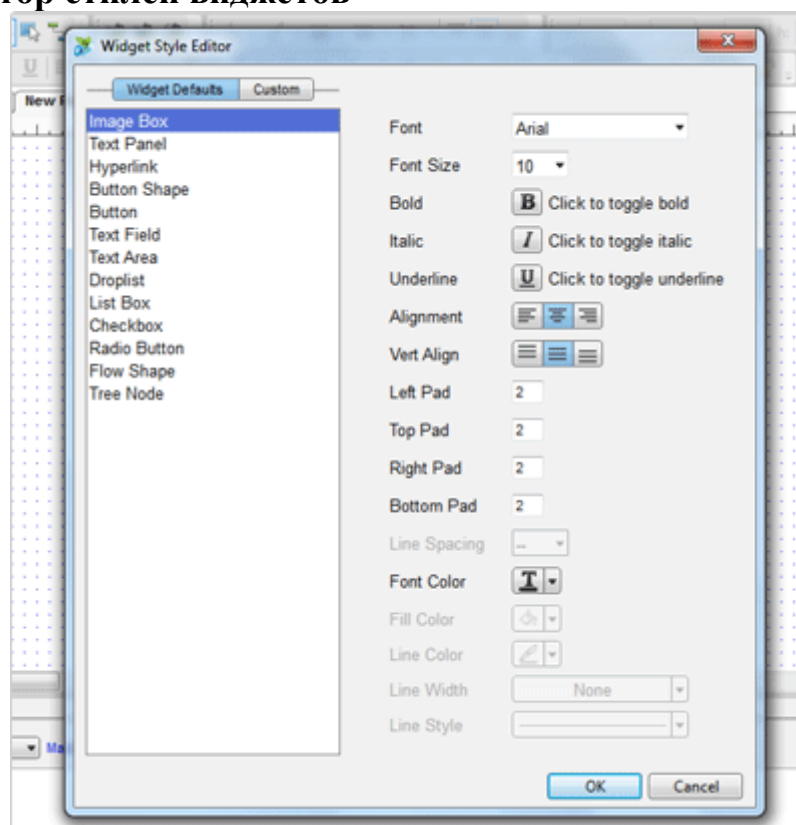 стилей виджетов
Widget Style Editor
Widget Defaults Custom
New
Image Box
Text Panel
Hyperlink
Button Shape
Button
Text Field
Text Area
Droplist
List Box
Checkbox
Radio Button
Flow Shape
Tree Node
Font Arial
Font Size 10
Bold B Click to toggle bold
Italic I Click to toggle italic
Underline U Click to toggle underline
Alignment
Vert Align
Left Pad 2
Top Pad 2
Right Pad 2
Bottom Pad 2
Line Spacing --
Font Color T
Fill Color
Line Color
Line Width None
Line Style
OK Cancel